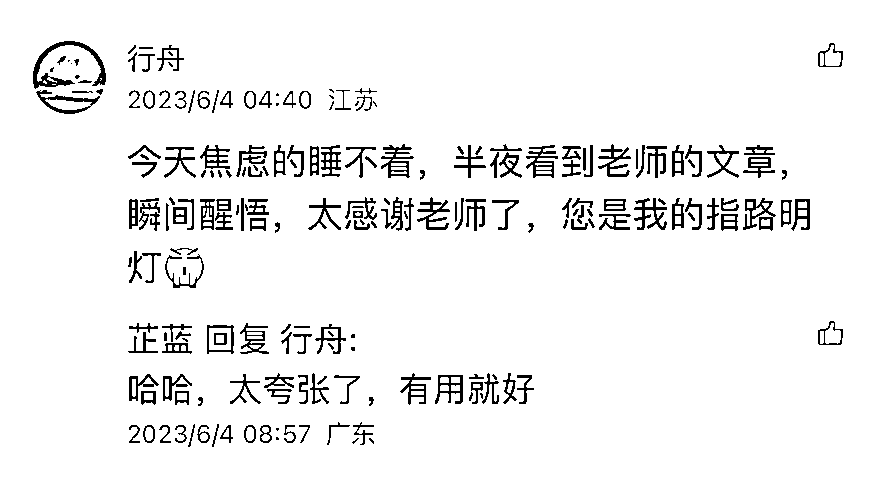 行舟
2023/6/4 04:40 江苏
今天焦虑的睡不着，半夜看到老师的文章，
瞬间醒悟，太感谢老师了，您是我的指路明
灯
芷蓝 回复 行舟:
哈哈，太夸张了，有用就好
2023/6/4 08:57 广东